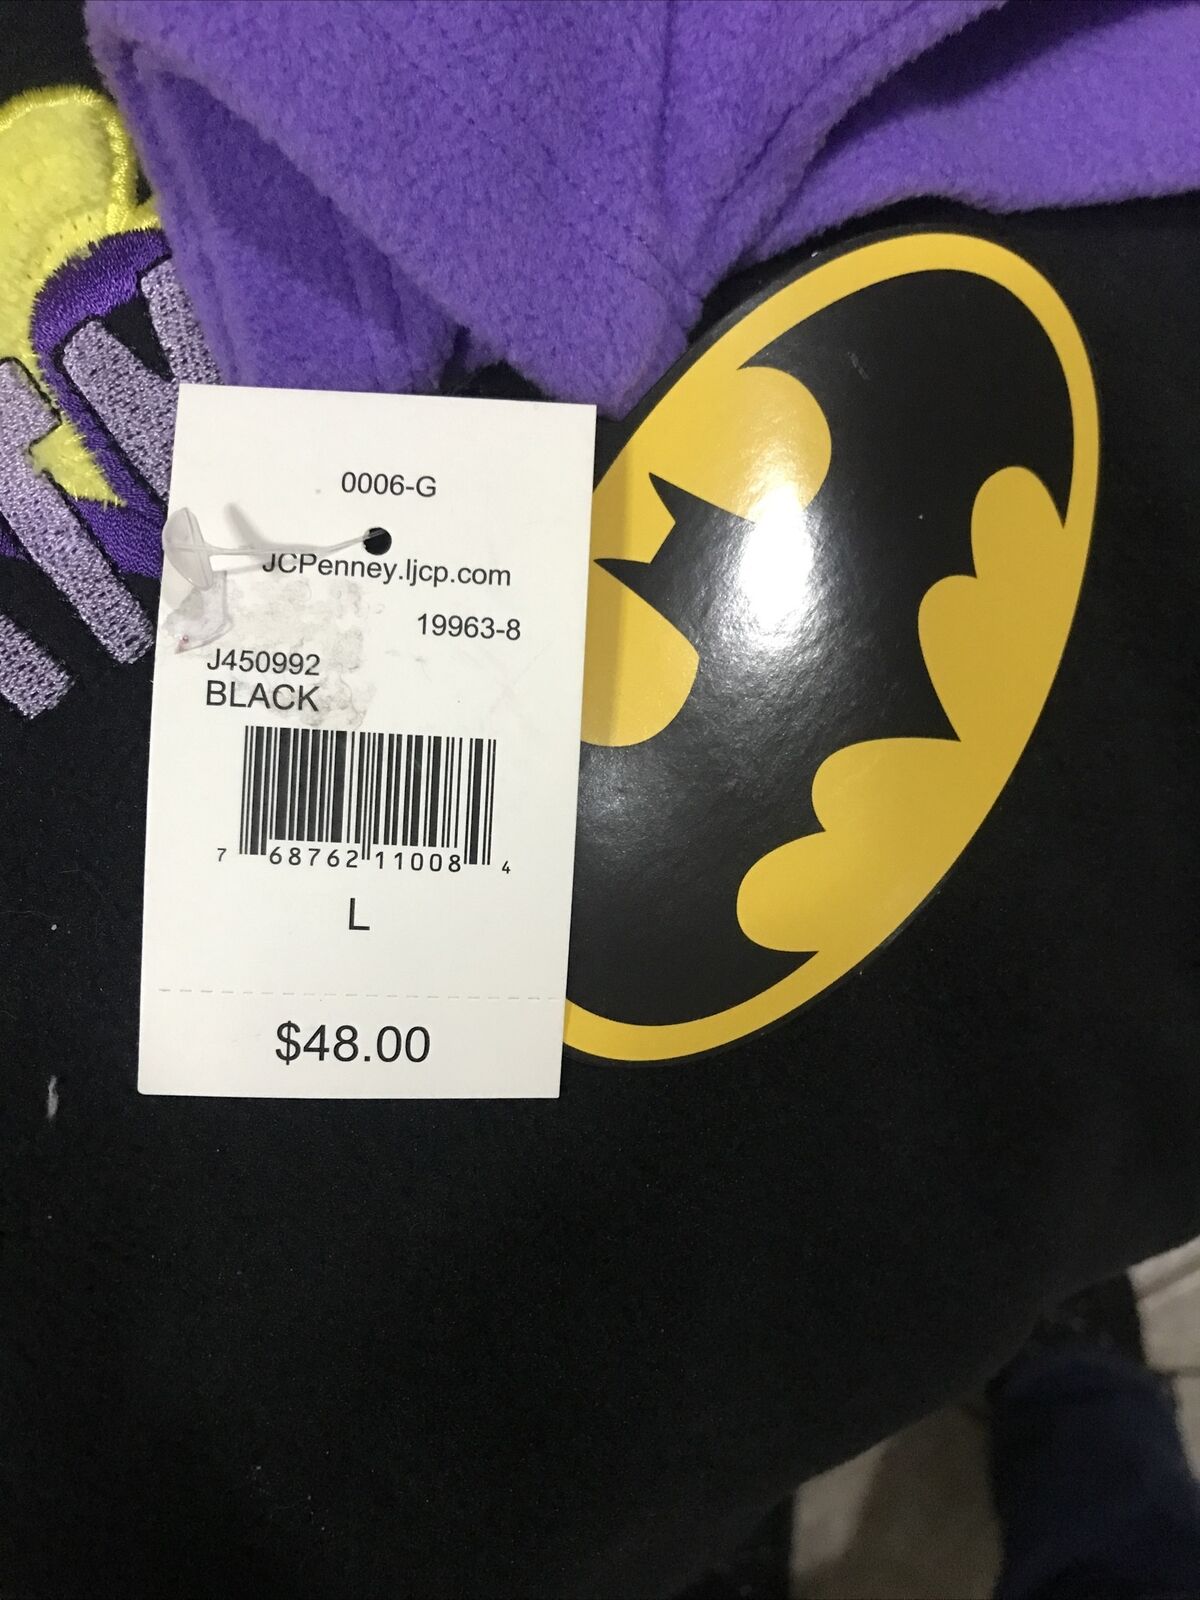 0006-G
JCPenney.ljcp.com
19963-8
J450992
BLACK
7 68762 11008 4
L
$48.00